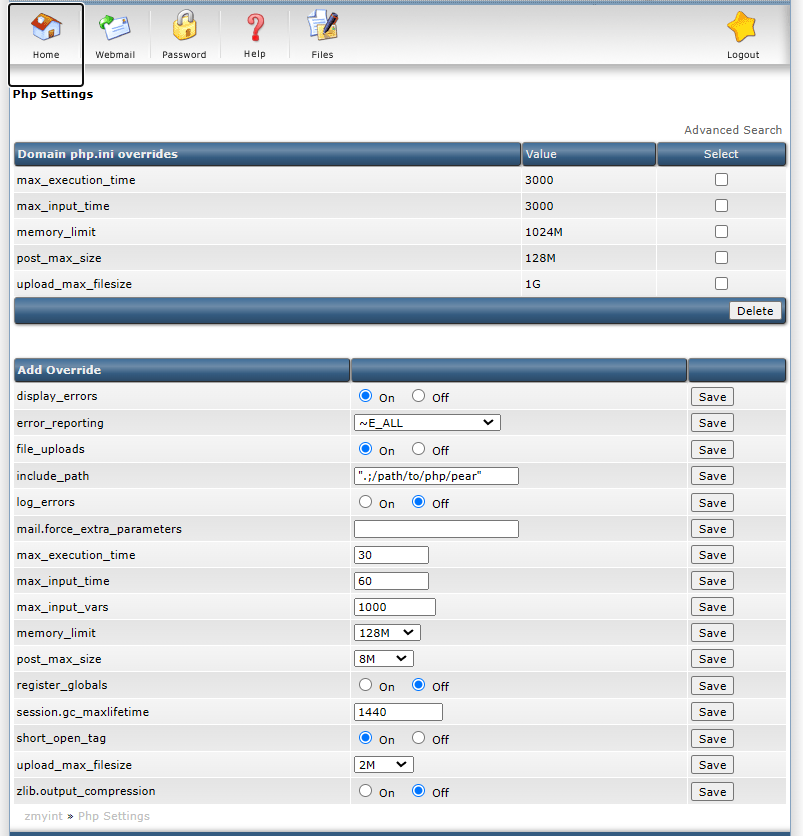 Home Webmail Password Help Files Logout
Php Settings
Advanced Search
Domain php.ini overrides Value Select
max_execution_time 3000
max_input_time 3000
memory_limit 1024M
post_max_size 128M
upload_max_filesize 1G
Delete
Add Override
display_errors On Off Save
error_reporting ~E_ALL Save
file_uploads On Off Save
include_path ".;/path/to/php/pear" Save
log_errors On Off Save
mail.force_extra_parameters Save
max_execution_time 30 Save
max_input_time 60 Save
max_input_vars 1000 Save
memory_limit 128M Save
post_max_size 8M Save
register_globals On Off Save
session.gc_maxlifetime 1440 Save
short_open_tag On Off Save
upload_max_filesize 2M Save
zlib.output_compression On Off Save
zmyint » Php Settings